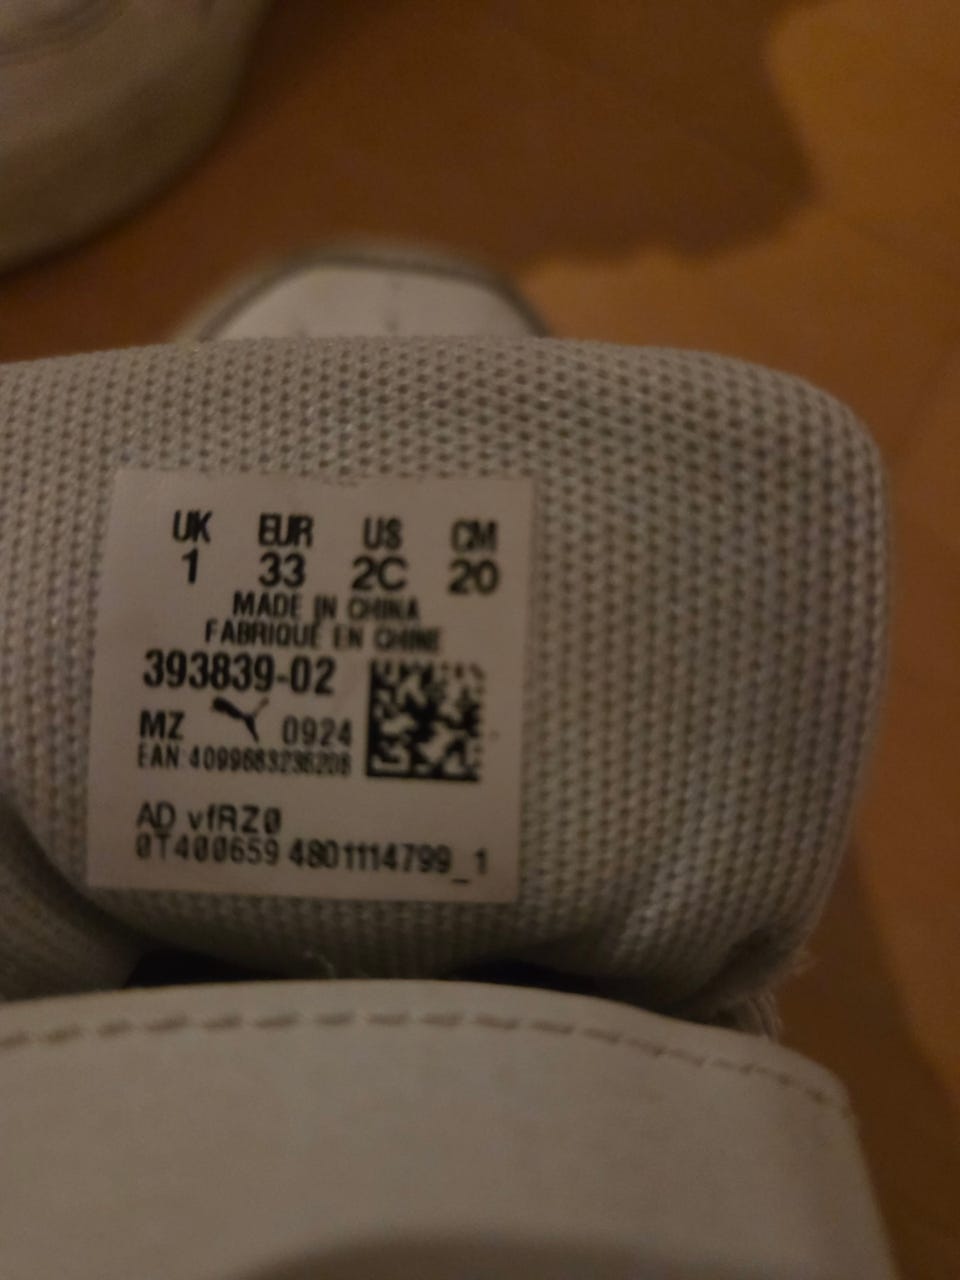 UK EUR US CM
1 33 2C 20
MADE IN CHINA
FABRIQUÉ EN CHINE
393839-02
MZ 0924
EAN:4099683236208
AD vfRZ0
0T400659 4801114799_1